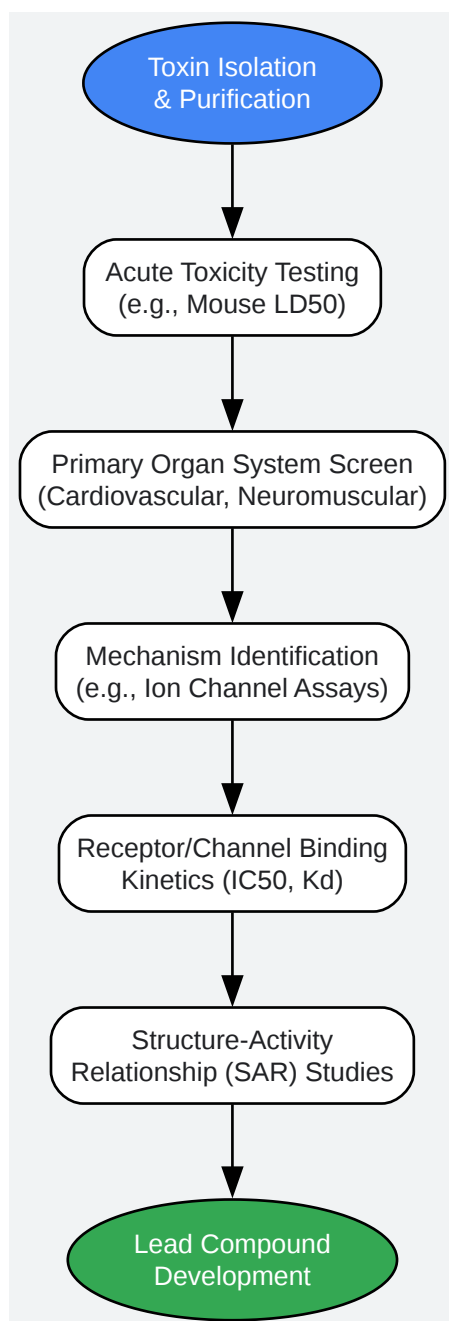 Toxin Isolation
& Purification
Acute Toxicity Testing
(e.g., Mouse LD50)
Primary Organ System Screen
(Cardiovascular, Neuromuscular)
Mechanism Identification
(e.g., Ion Channel Assays)
Receptor/Channel Binding
Kinetics (IC50, Kd)
Structure-Activity
Relationship (SAR) Studies
Lead Compound
Development